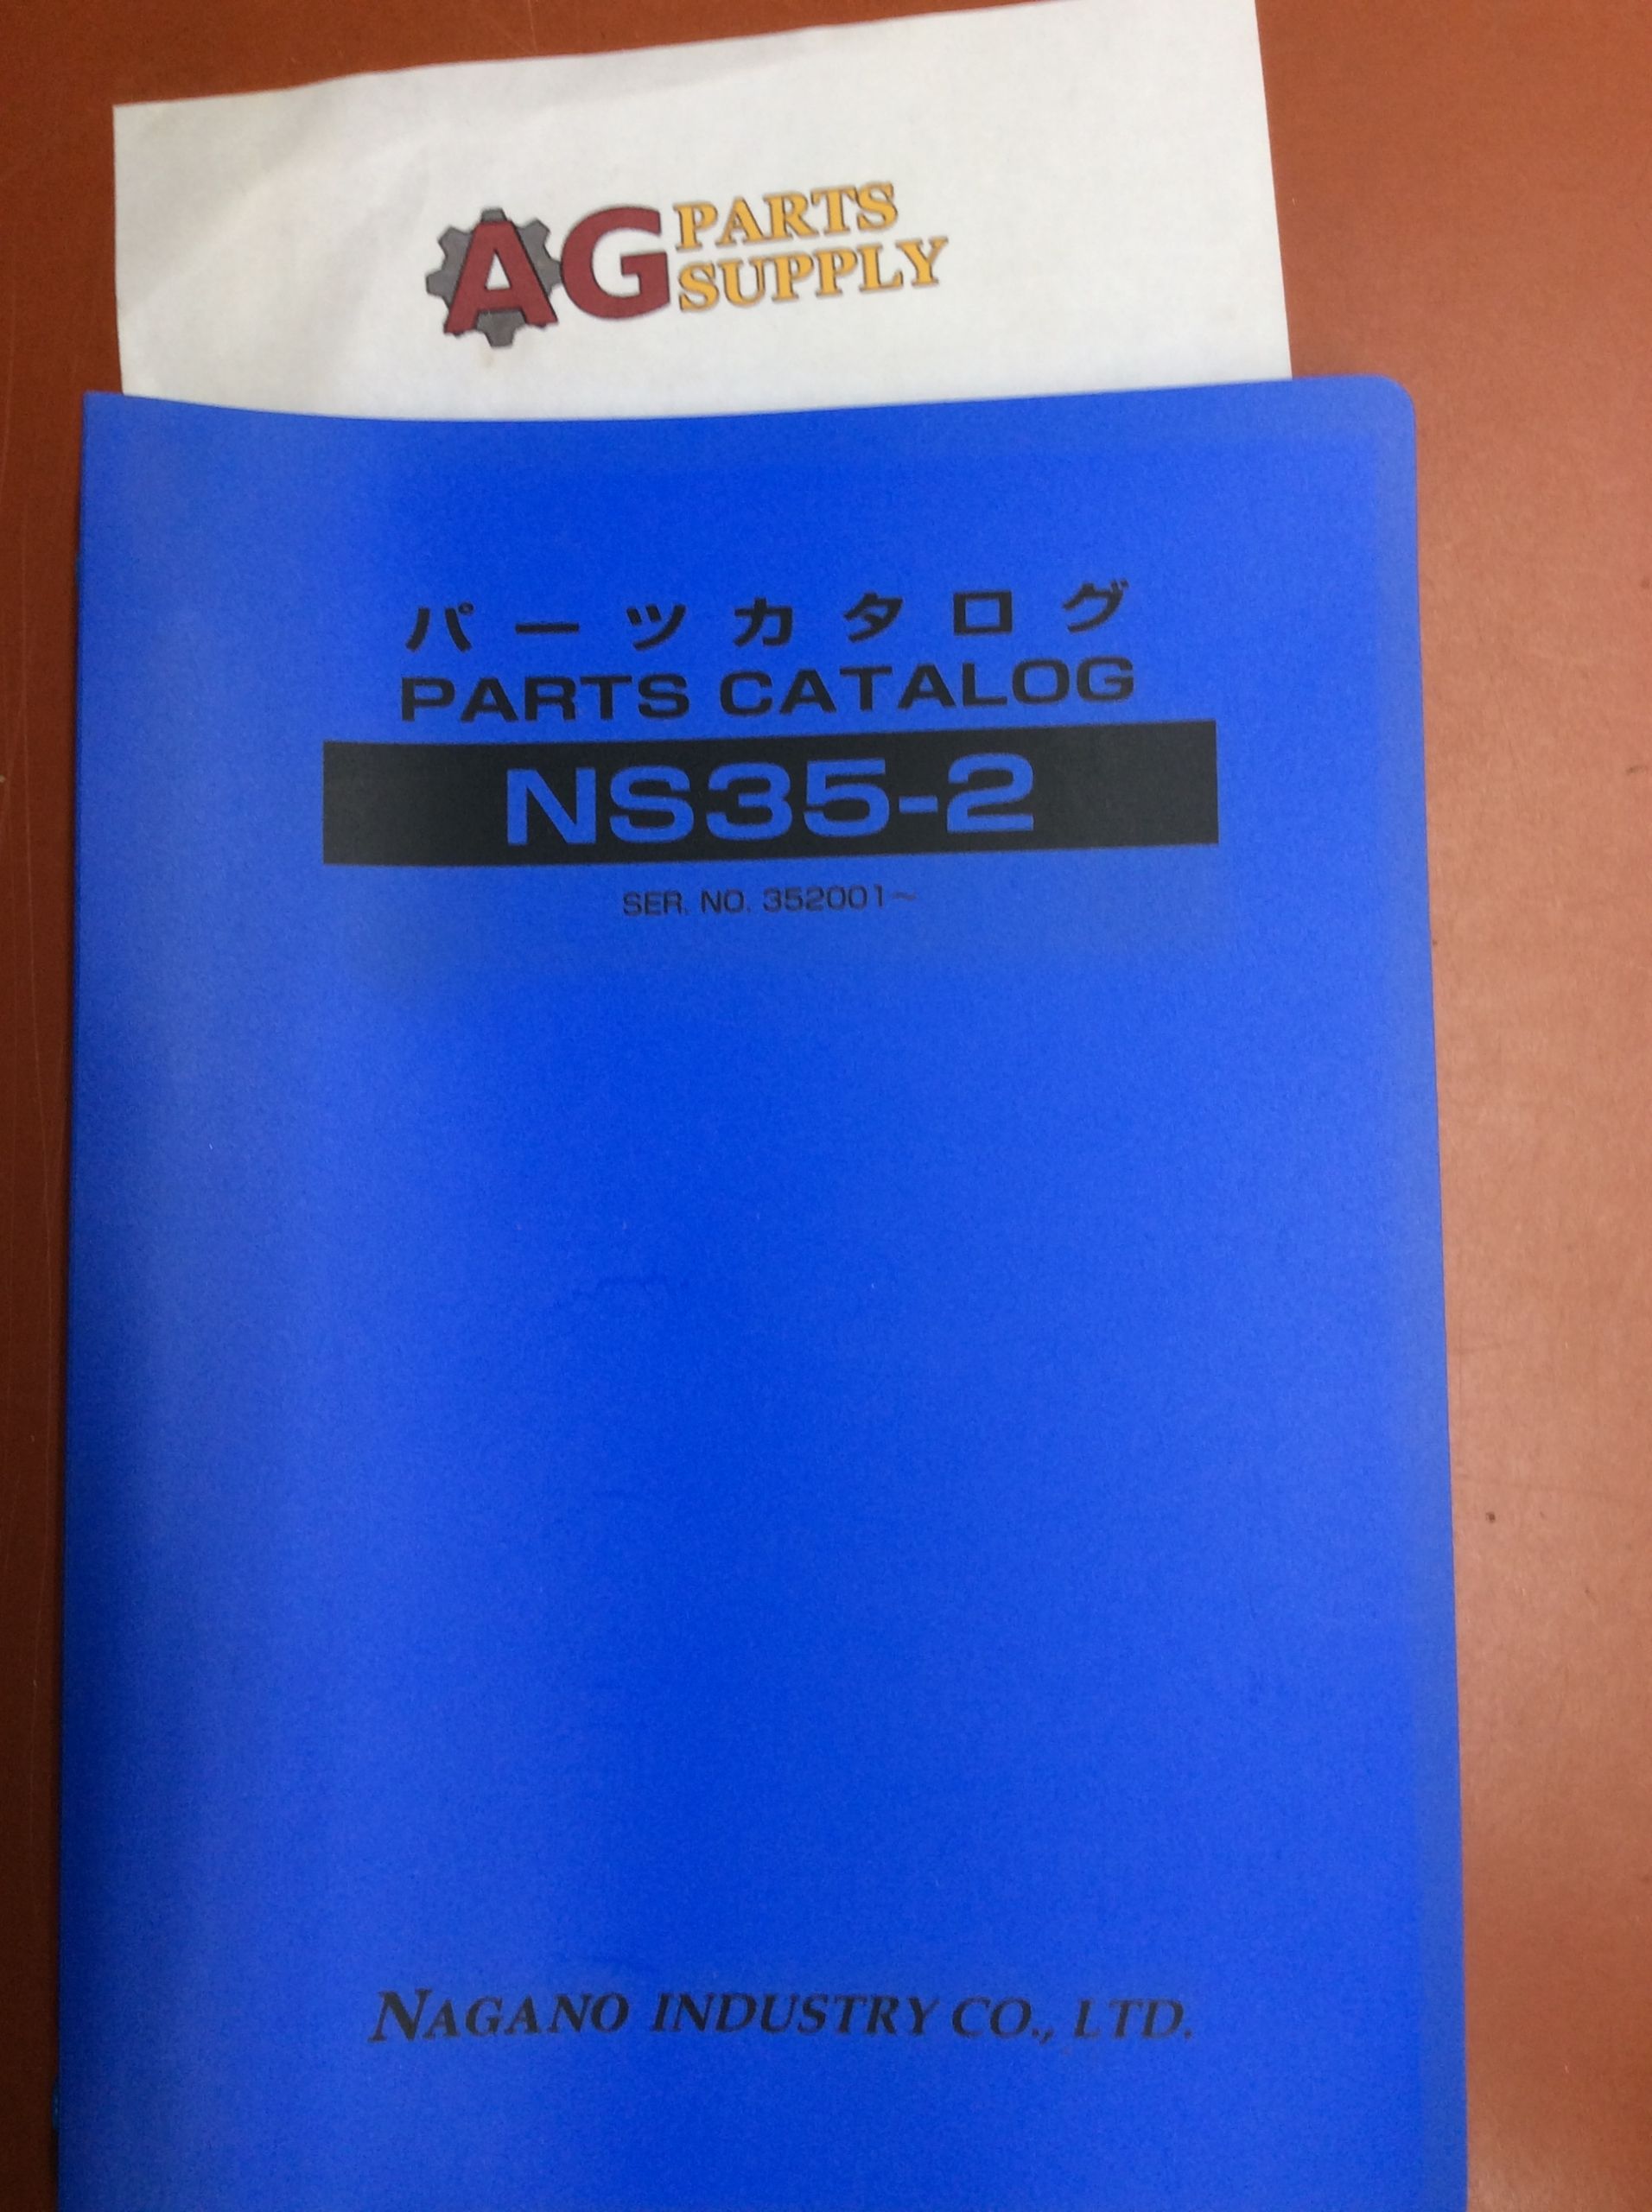 AG PARTS
SUPPLY
パーツカタログ
PARTS CATALOG
NS35-2
SER. NO. 352001～
NAGANO INDUSTRY CO., LTD.